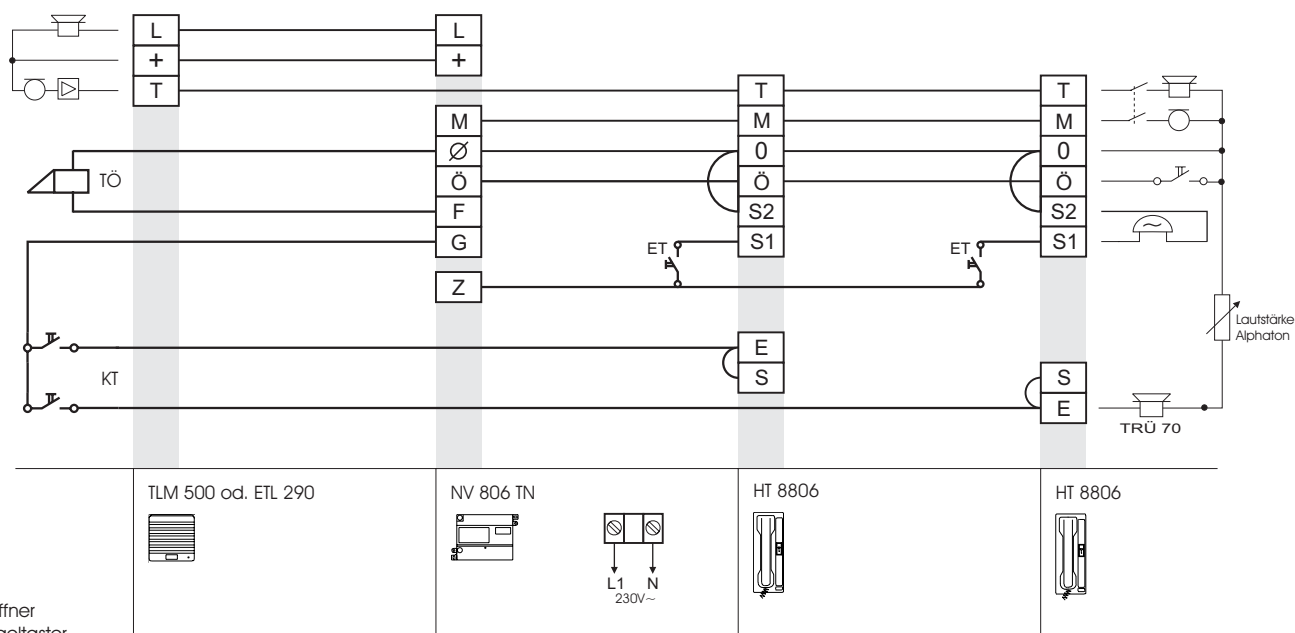 L L
+ +
T T T
M M M
Ø 0 0
TÖ Ö Ö Ö
F S2 S2
G ET S1 ET S1
Z
Lautstärke
Alphaton
E
KT S S
E
TRÜ 70
TLM 500 od. ETL 290 NV 806 TN HT 8806 HT 8806
L1 N
230V~
ffner